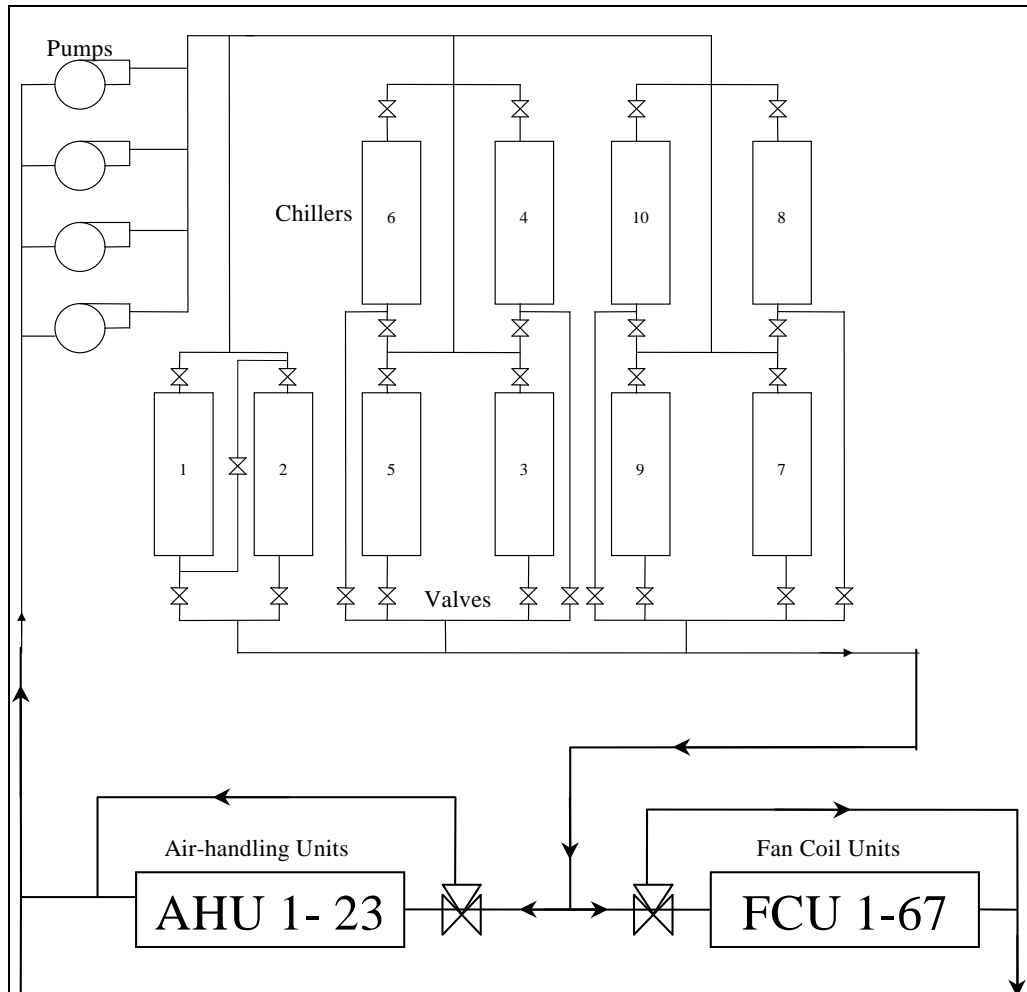 Pumps
Chillers
6
4
10
8
1
2
5
3
9
7
Valves
Air-handling Units
Fan Coil Units
AHU 1- 23
FCU 1-67